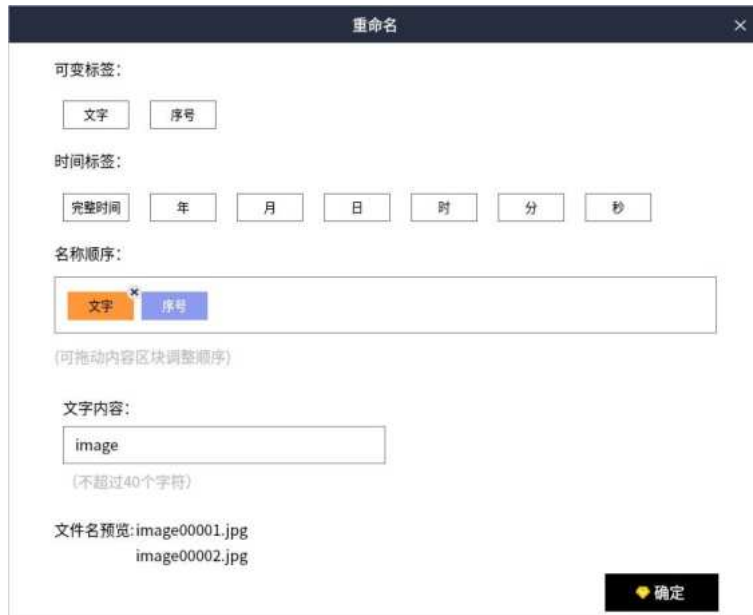 重命名
可变标签：
文字 序号
时间标签：
完整时间 年 月 日 时 分 秒
名称顺序：
文字 序号
(可拖动内容区块调整顺序)
文字内容：
image
（不超过40个字符）
文件名预览:image00001.jpg
image00002.jpg
确定